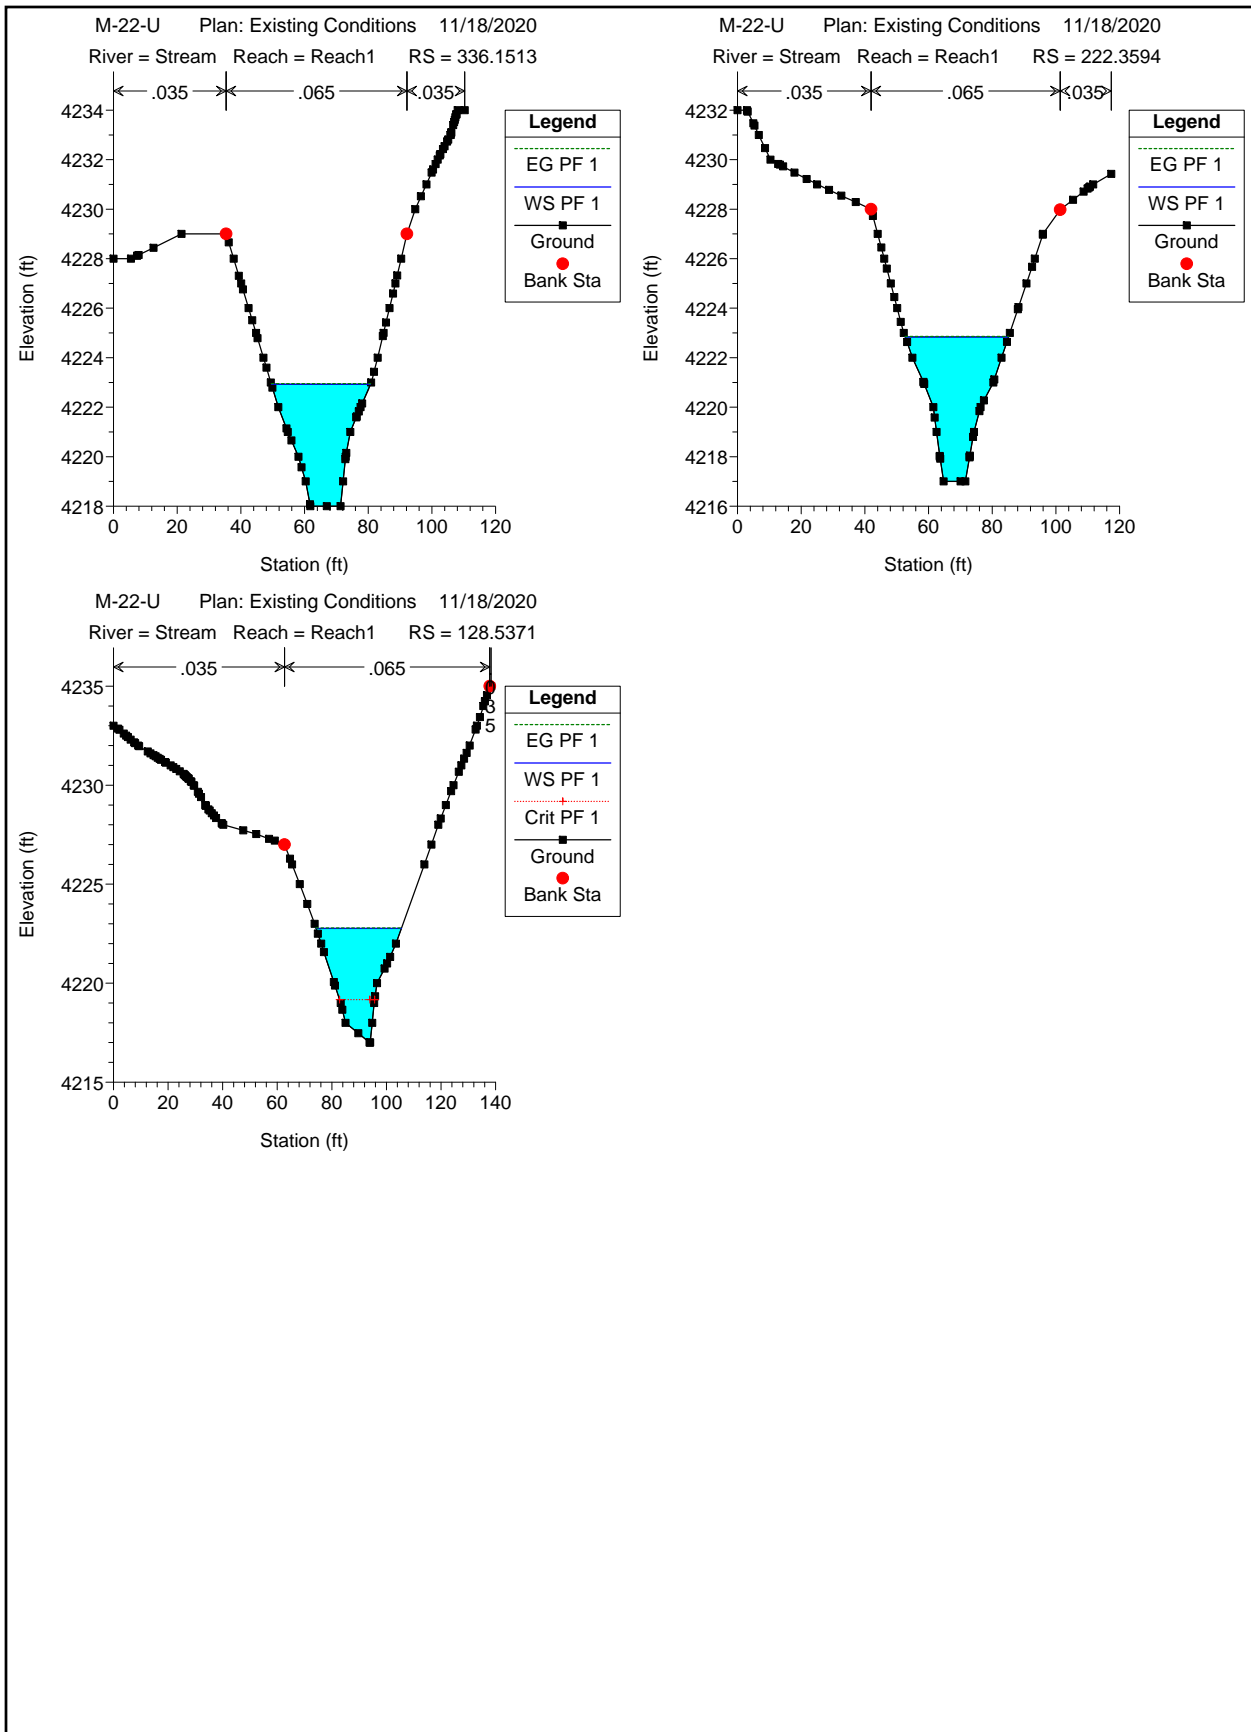 M-22-U Plan: Existing Conditions 11/18/2020
River = Stream Reach = Reach1 RS = 336.1513
.035 .065 .035
4234
4232
4230
4228
4226
4224
4222
4220
4218
Elevation (ft)
0 20 40 60 80 100 120
Station (ft)
Legend
EG PF 1
WS PF 1
Ground
Bank Sta
M-22-U Plan: Existing Conditions 11/18/2020
River = Stream Reach = Reach1 RS = 222.3594
.035 .065 .035
4232
4230
4228
4226
4224
4222
4220
4218
4216
Elevation (ft)
0 20 40 60 80 100 120
Station (ft)
Legend
EG PF 1
WS PF 1
Ground
Bank Sta
M-22-U Plan: Existing Conditions 11/18/2020
River = Stream Reach = Reach1 RS = 128.5371
.035 .065
3
5
4235
4230
4225
4220
4215
Elevation (ft)
0 20 40 60 80 100 120 140
Station (ft)
Legend
EG PF 1
WS PF 1
Crit PF 1
Ground
Bank Sta